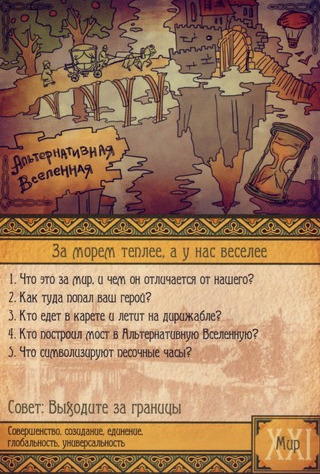 Альтернативная
Вселенная
За морем теплее, а у нас веселее
1. Что это за мир, и чем он отличается от нашего?
2. Как туда попал ваш герой?
3. Кто едет в карете и летит на дирижабле?
4. Кто построил мост в Альтернативную Вселенную?
5. Что символизируют песочные часы?
Совет: Выходите за границы
Совершенство, созидание, единение,
глобальность, универсальность
XXI
Мир